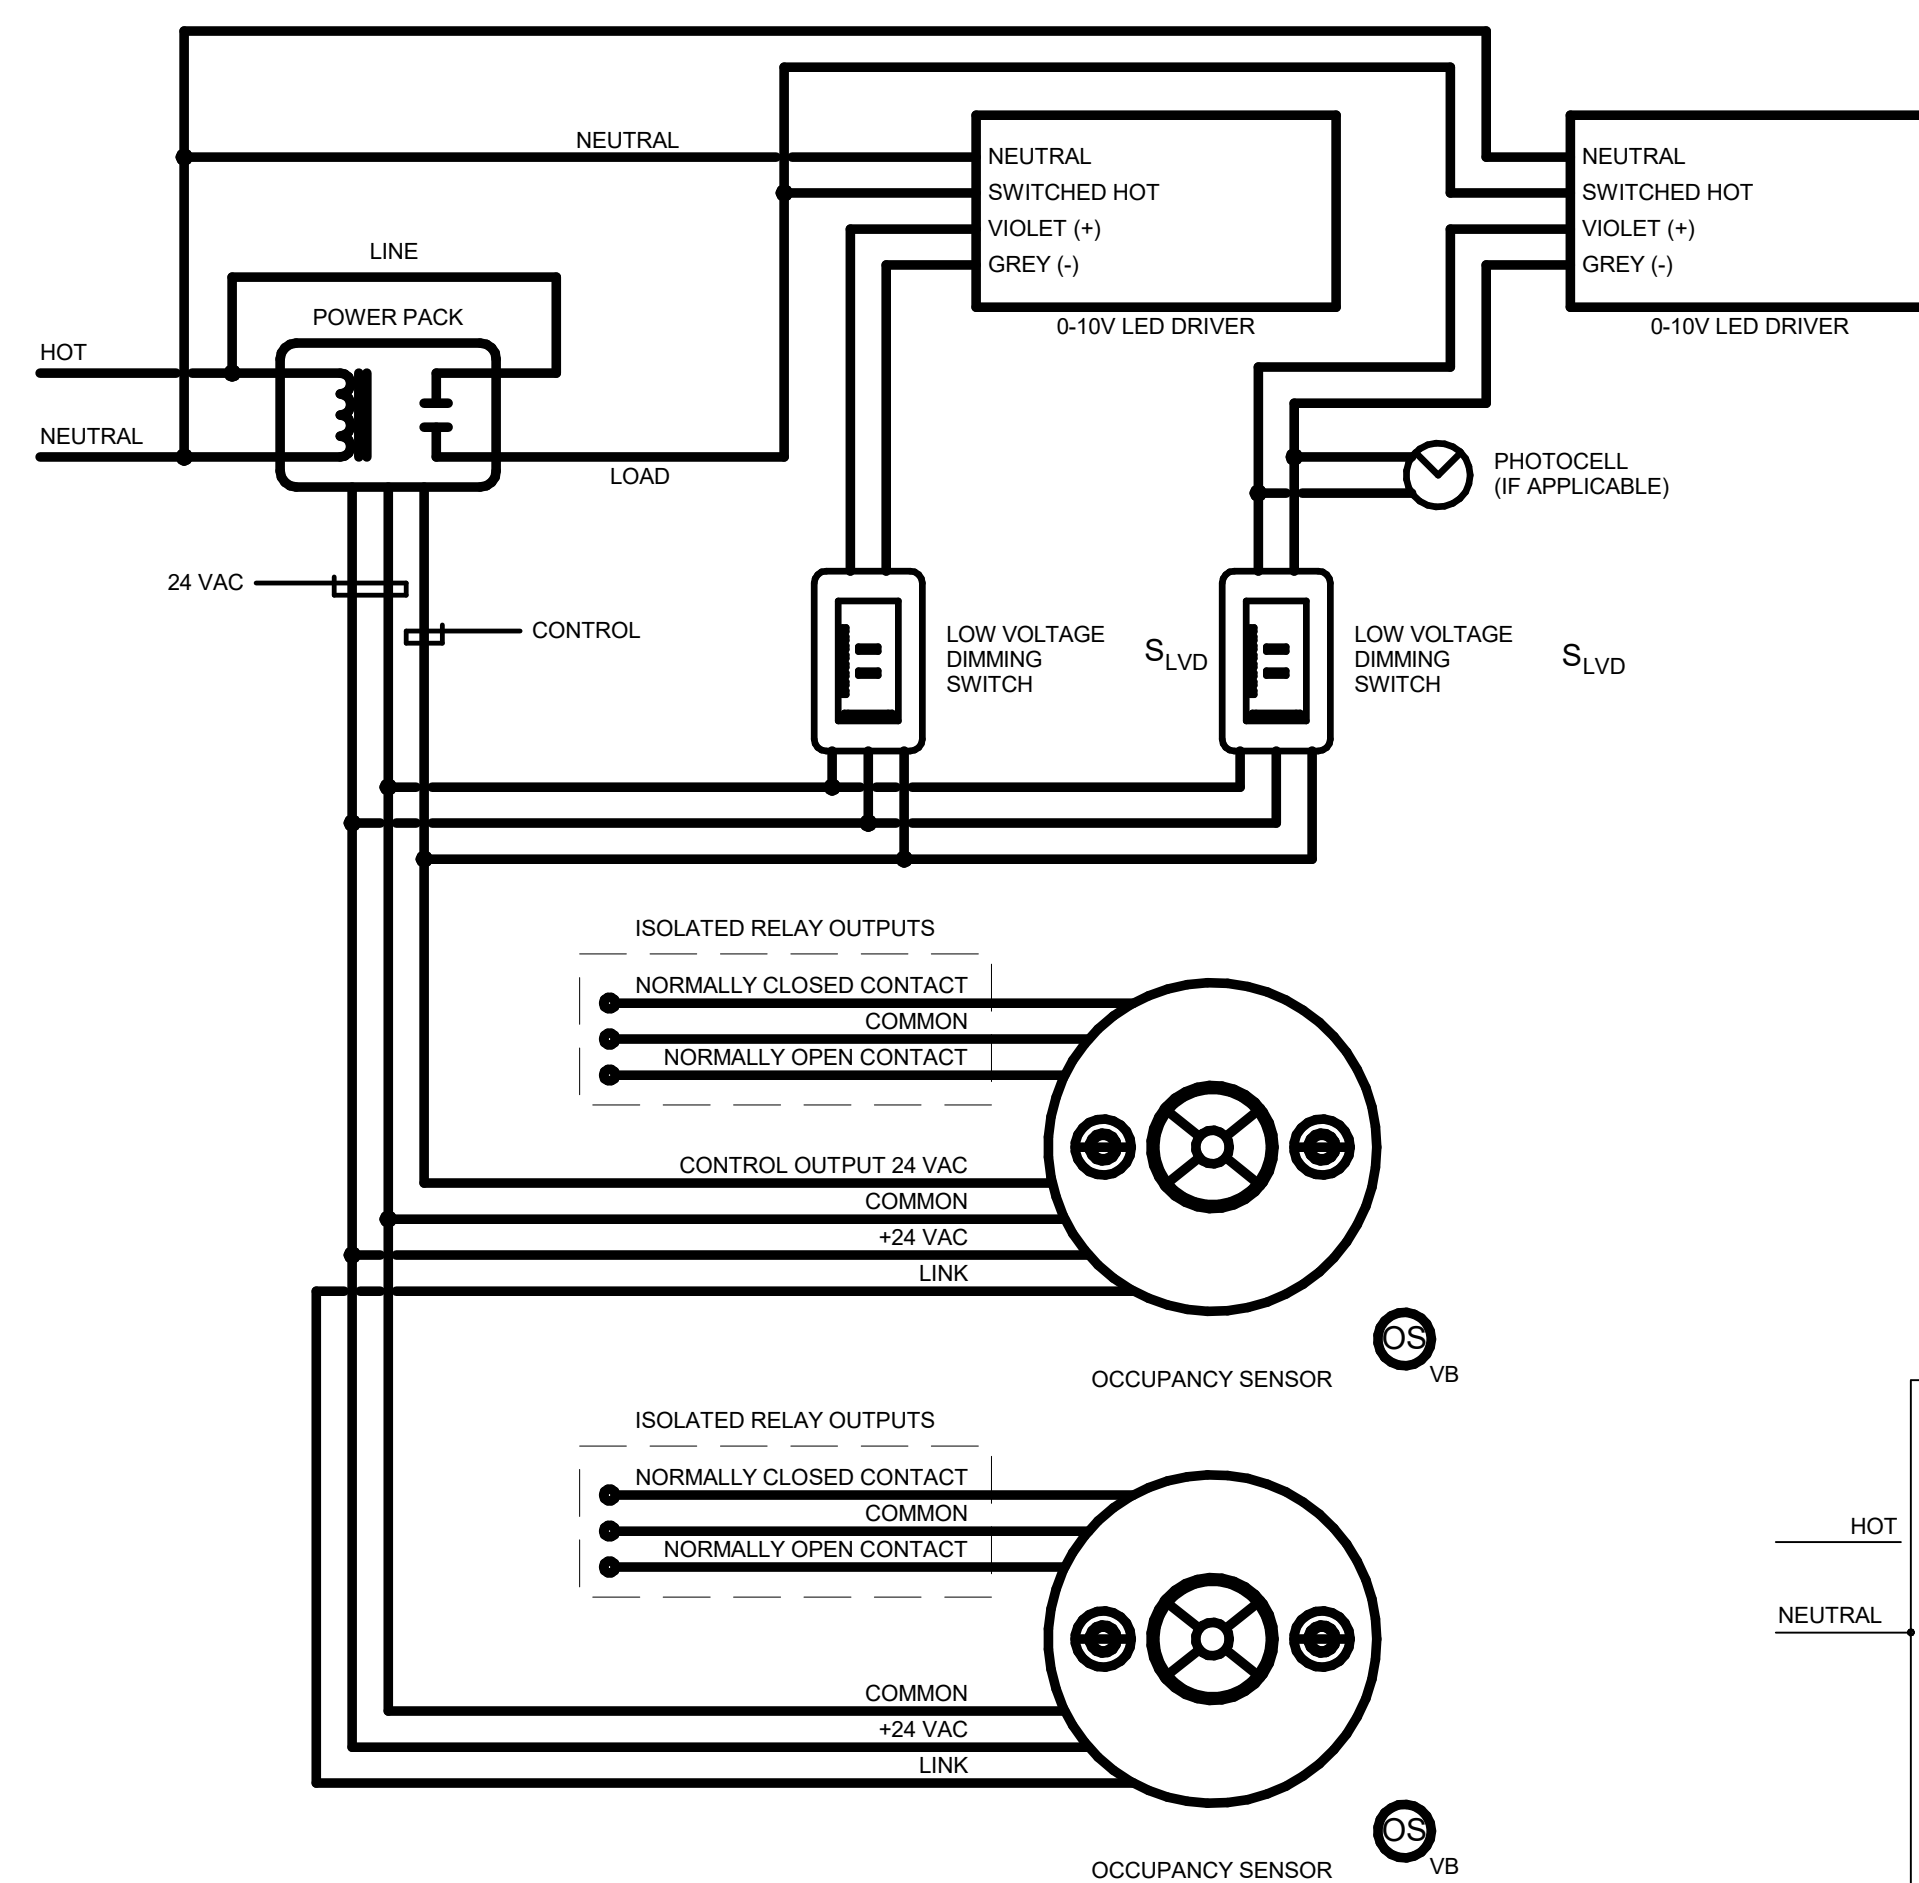 NEUTRAL
NEUTRAL
SWITCHED HOT
VIOLET (+)
GREY (-)
0-10V LED DRIVER
NEUTRAL
SWITCHED HOT
VIOLET (+)
GREY (-)
0-10V LED DRIVER
LINE
POWER PACK
HOT
NEUTRAL
LOAD
PHOTOCELL
(IF APPLICABLE)
24 VAC
CONTROL
LOW VOLTAGE
DIMMING
SWITCH
SLVD
LOW VOLTAGE
DIMMING
SWITCH
SLVD
ISOLATED RELAY OUTPUTS
NORMALLY CLOSED CONTACT
COMMON
NORMALLY OPEN CONTACT
CONTROL OUTPUT 24 VAC
COMMON
+24 VAC
LINK
OS
VB
OCCUPANCY SENSOR
ISOLATED RELAY OUTPUTS
NORMALLY CLOSED CONTACT
COMMON
NORMALLY OPEN CONTACT
COMMON
+24 VAC
LINK
OS
VB
OCCUPANCY SENSOR
HOT
NEUTRAL